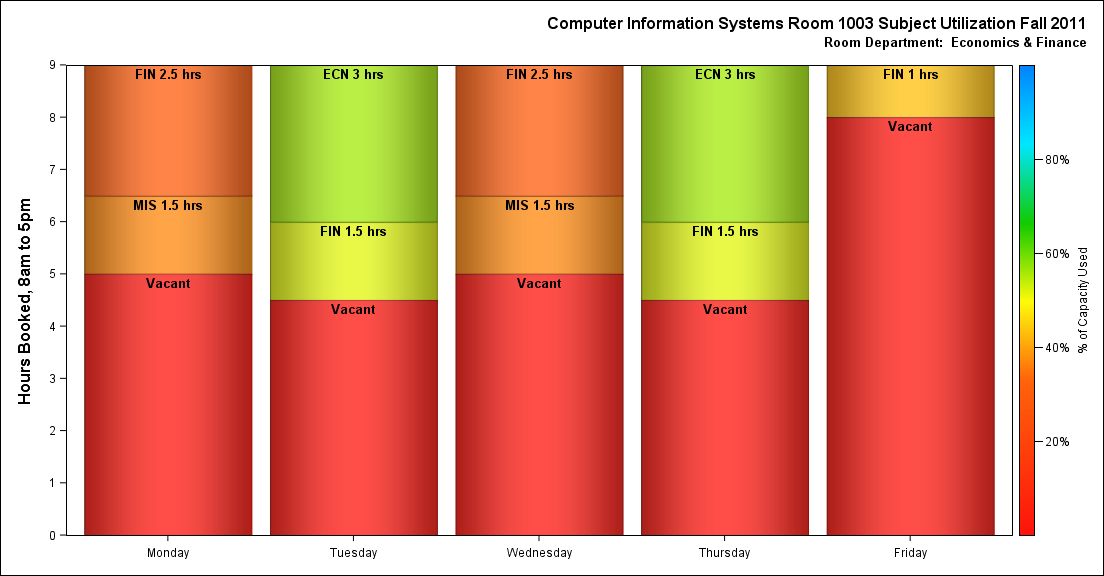 Computer Information Systems Room 1003 Subject Utilization Fall 2011
Room Department:  Economics & Finance
Hours Booked, 8am to 5pm
9
8
7
6
5
4
3
2
1
0
FIN 2.5 hrs
MIS 1.5 hrs
Vacant
ECN 3 hrs
FIN 1.5 hrs
Vacant
FIN 2.5 hrs
MIS 1.5 hrs
Vacant
ECN 3 hrs
FIN 1.5 hrs
Vacant
FIN 1 hrs
Vacant
Monday
Tuesday
Wednesday
Thursday
Friday
80%
60%
40%
20%
% of Capacity Used